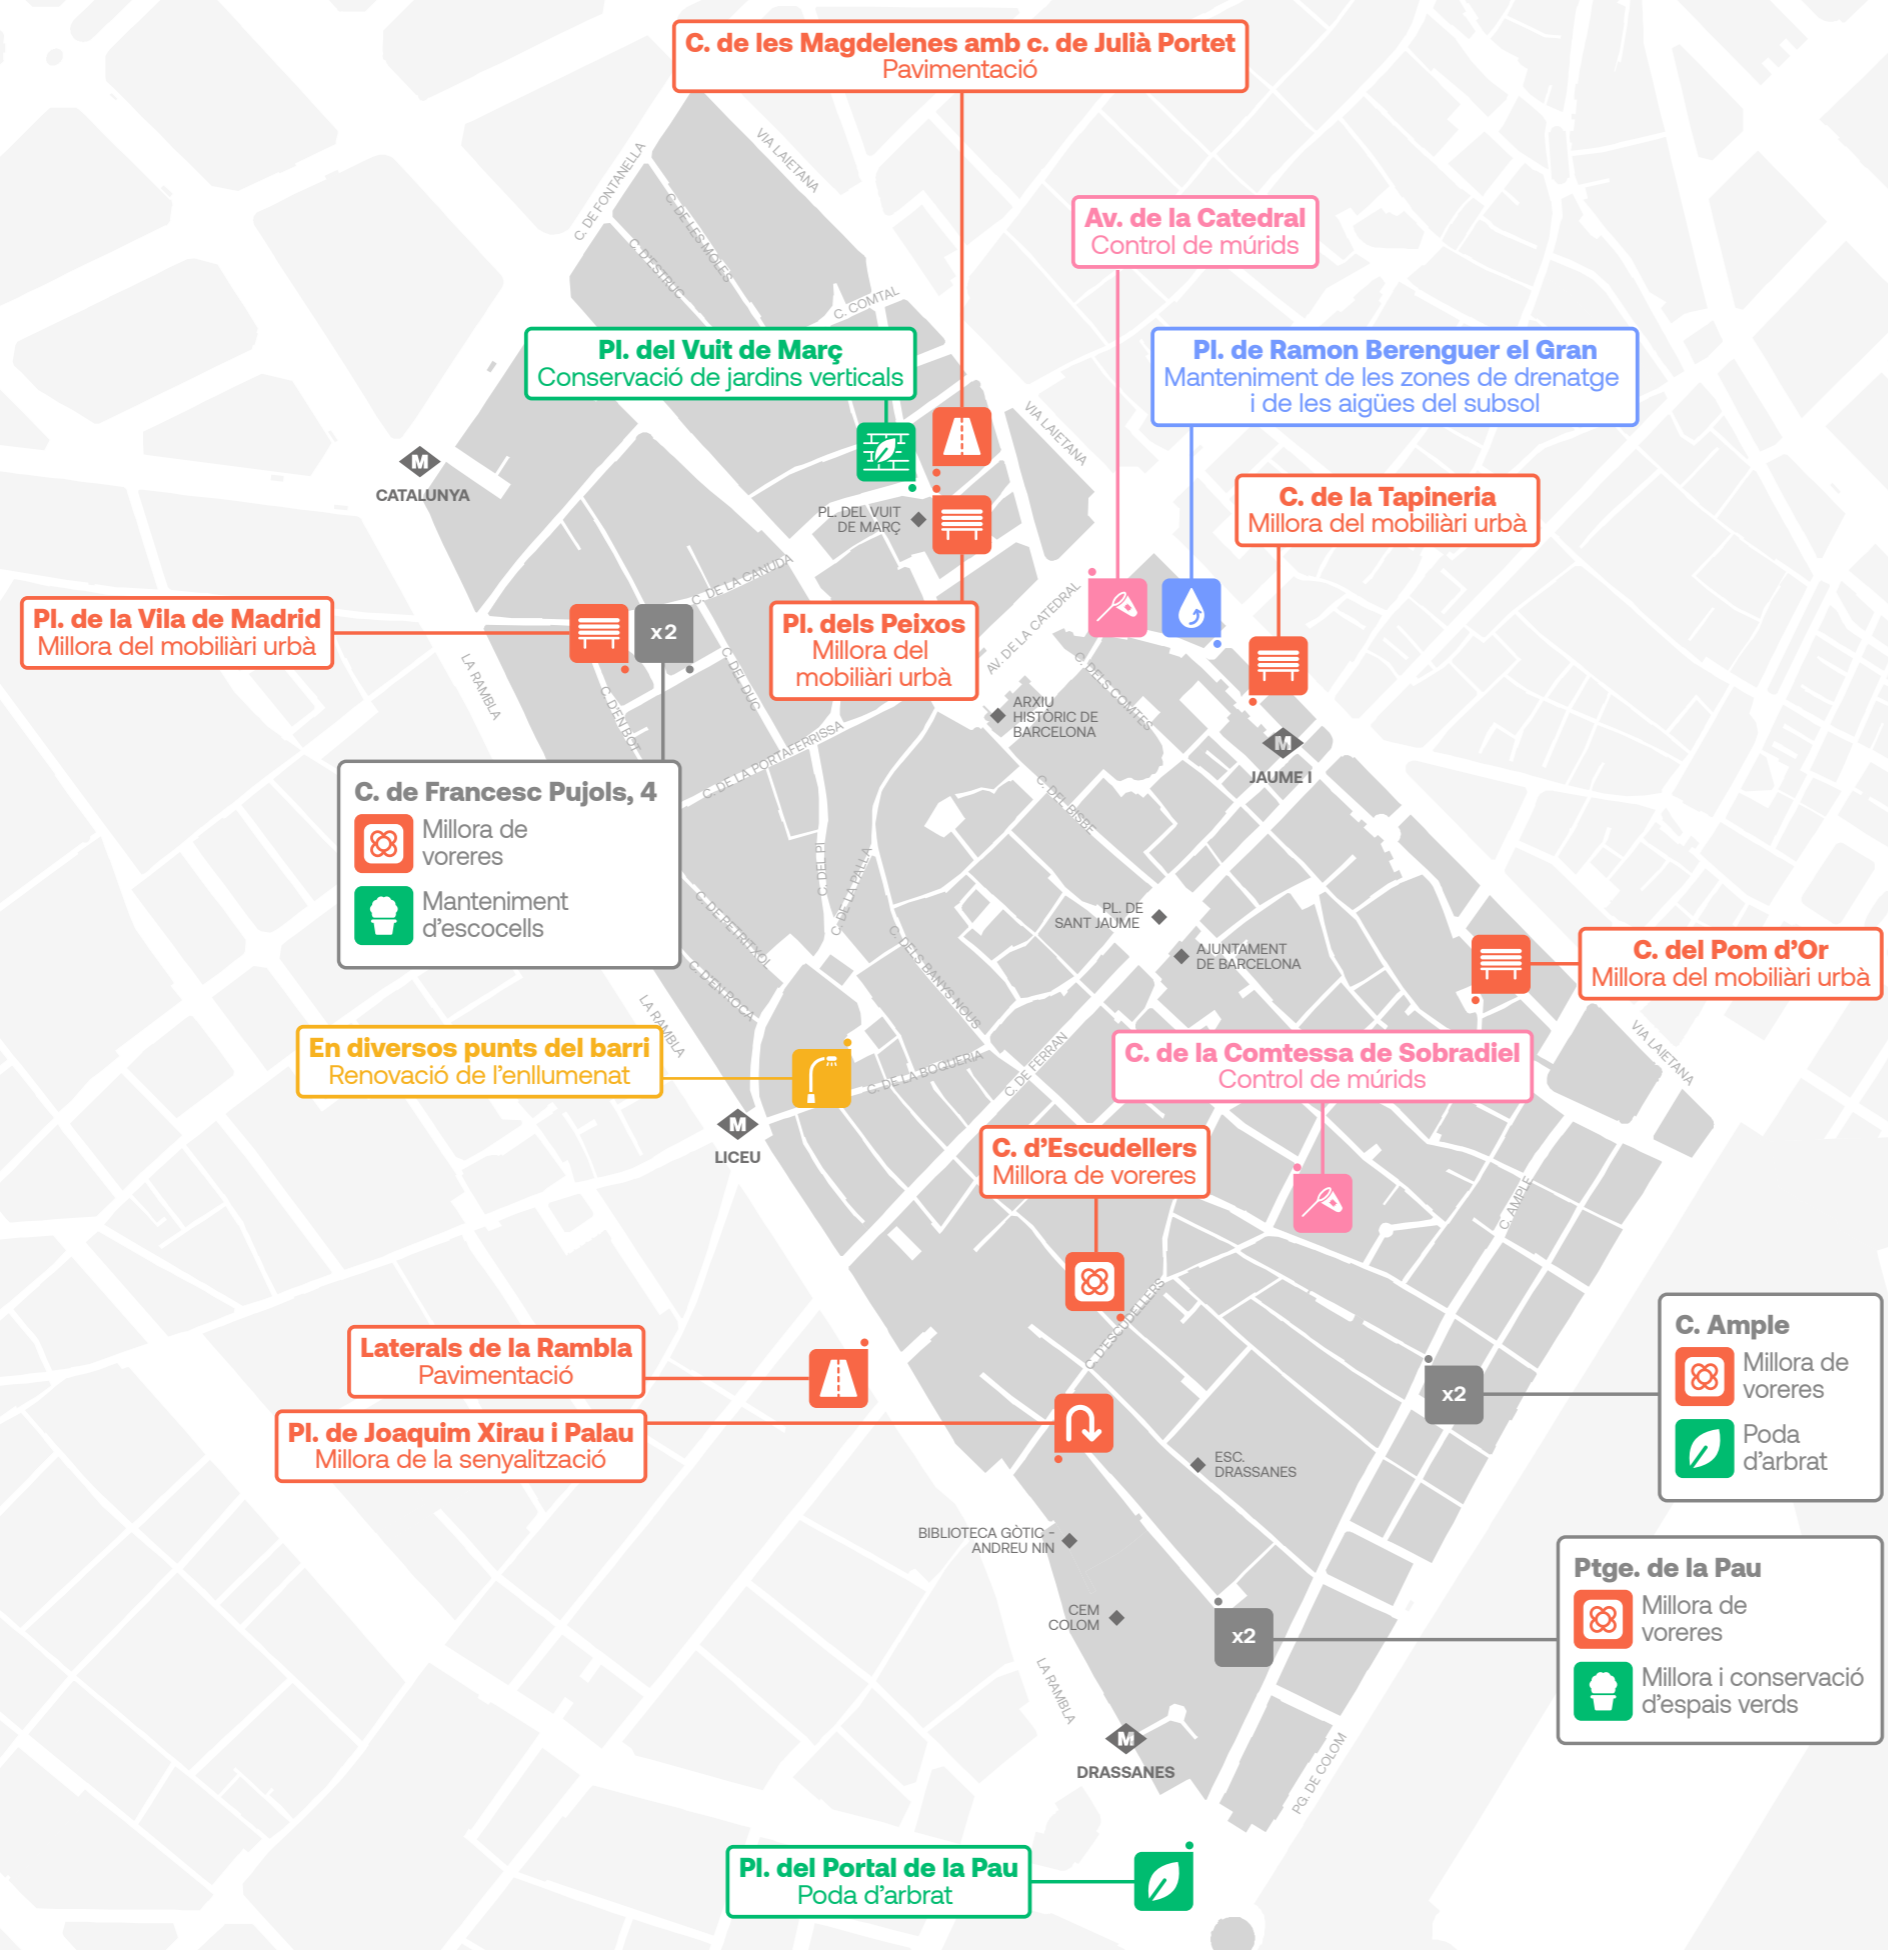 C. de les Magdelenes amb c. de Julià Portet
Pavimentació
VIA LAIETANA
C. DE FONTANELLA
C. DE LES MOLES
C. D'ESTRUC
Av. de la Catedral
Control de múrids
C. COMTAL
Pl. del Vuit de Març
Conservació de jardins verticals
Pl. de Ramon Berenguer el Gran
Manteniment de les zones de drenatge
i de les aigües del subsol
VIA LAIETANA
M
CATALUNYA
C. de la Tapineria
Millora del mobiliàri urbà
PL. DEL VUIT
DE MARÇ
C. DE LA CANUDA
Pl. de la Vila de Madrid
Millora del mobiliàri urbà
x2
Pl. dels Peixos
Millora del
mobiliàri urbà
AV. DE LA CATEDRAL
C. DELS COMTES
LA RAMBLA
C. D'EN BOT
C. DEL DUC
ARXIU
HISTÒRIC DE
BARCELONA
C. DE LA PORTAFERRISSA
M
JAUME I
C. de Francesc Pujols, 4
Millora de
voreres
Manteniment
d'escocells
C. DEL BISBE
C. DEL PI
C. DE LA PALLA
C. DE PETRITXOL
C. D'EN ROCA
C. DELS BANYS NOUS
PL. DE
SANT JAUME
AJUNTAMENT
DE BARCELONA
C. del Pom d'Or
Millora del mobiliàri urbà
LA RAMBLA
En diversos punts del barri
Renovació de l'enllumenat
C. DE LA BOQUERIA
C. DE FERRAN
C. de la Comtessa de Sobradiel
Control de múrids
VIA LAIETANA
M
LICEU
C. d'Escudellers
Millora de voreres
C. AMPLE
C. D'ESCUDELLERS
Laterals de la Rambla
Pavimentació
Pl. de Joaquim Xirau i Palau
Millora de la senyalització
x2
C. Ample
Millora de
voreres
Poda
d'arbrat
ESC.
DRASSANES
BIBLIOTECA GÒTIC -
ANDREU NIN
CEM
COLOM
x2
Ptge. de la Pau
Millora de
voreres
Millora i conservació
d'espais verds
LA RAMBLA
M
DRASSANES
PG. DE COLOM
Pl. del Portal de la Pau
Poda d'arbrat